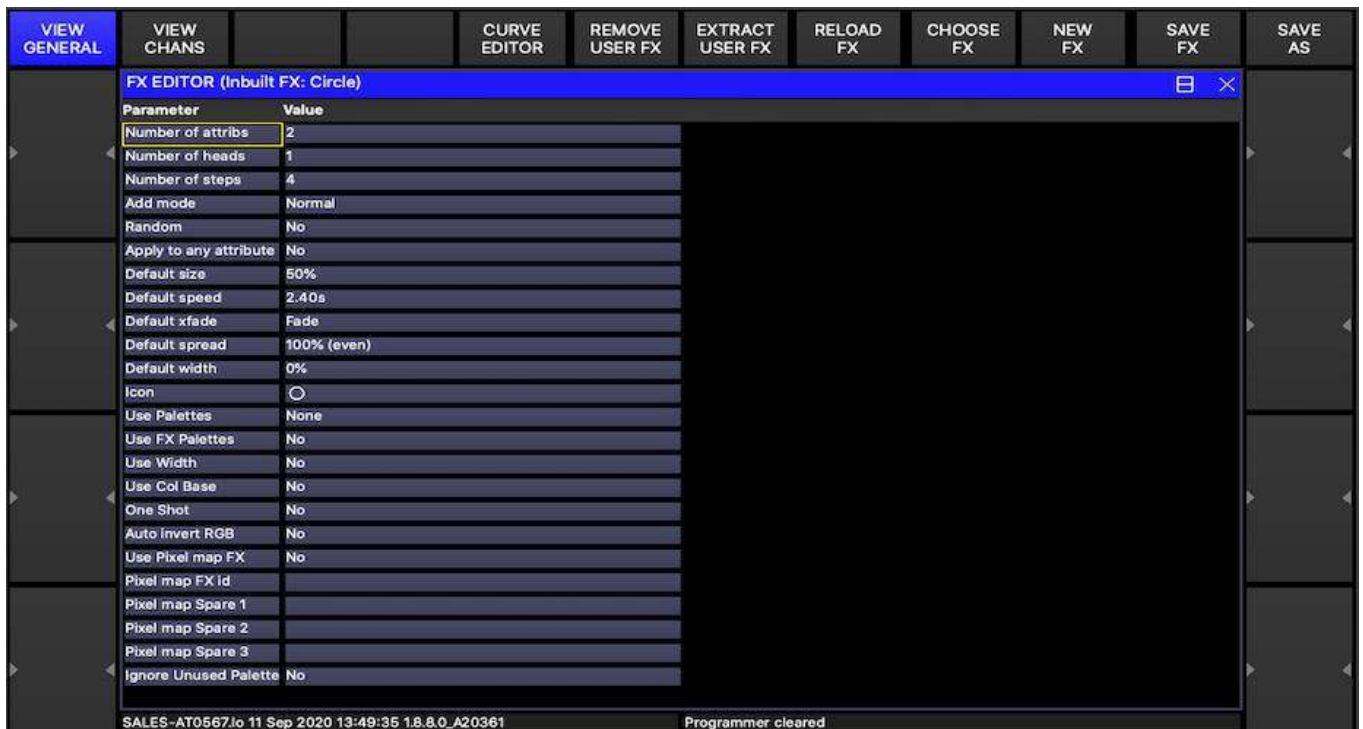 VIEW GENERAL
VIEW CHANS
CURVE EDITOR
REMOVE USER FX
EXTRACT USER FX
RELOAD FX
CHOOSE FX
NEW FX
SAVE FX
SAVE AS
FX EDITOR (Inbuilt FX: Circle)
Parameter Value
Number of attribs 2
Number of heads 1
Number of steps 4
Add mode Normal
Random No
Apply to any attribute No
Default size 50%
Default speed 2.40s
Default xfade Fade
Default spread 100% (even)
Default width 0%
Icon
Use Palettes None
Use FX Palettes No
Use Width No
Use Col Base No
One Shot No
Auto invert RGB No
Use Pixel map FX No
Pixel map FX id
Pixel map Spare 1
Pixel map Spare 2
Pixel map Spare 3
Ignore Unused Palette No
SALES-AT0567.lo 11 Sep 2020 13:49:35 1.8.8.0_A20361 Programmer cleared